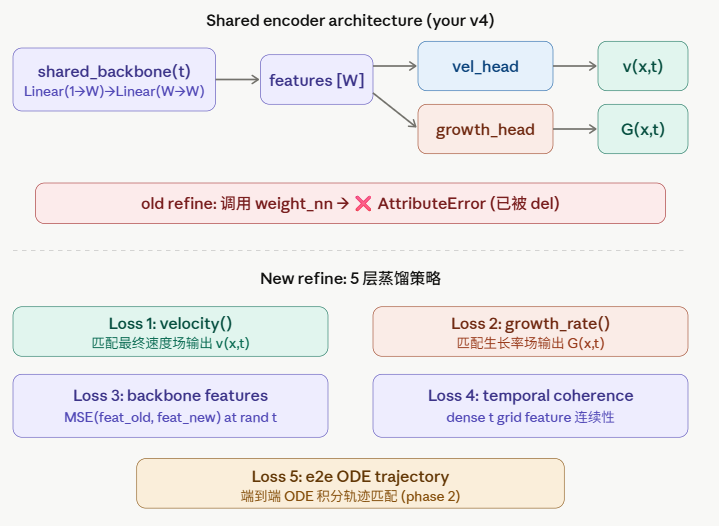 Shared encoder architecture (your v4)
shared_backbone(t)
Linear(1→W)→Linear(W→W)
features [W]
vel_head
v(x,t)
growth_head
G(x,t)
old refine: 调用 weight_nn → ❌ AttributeError (已被 del)
New refine: 5 层蒸馏策略
Loss 1: velocity()
匹配最终速度场输出 v(x,t)
Loss 2: growth_rate()
匹配生长率场输出 G(x,t)
Loss 3: backbone features
MSE(feat_old, feat_new) at rand t
Loss 4: temporal coherence
dense t grid feature 连续性
Loss 5: e2e ODE trajectory
端到端 ODE 积分轨迹匹配 (phase 2)